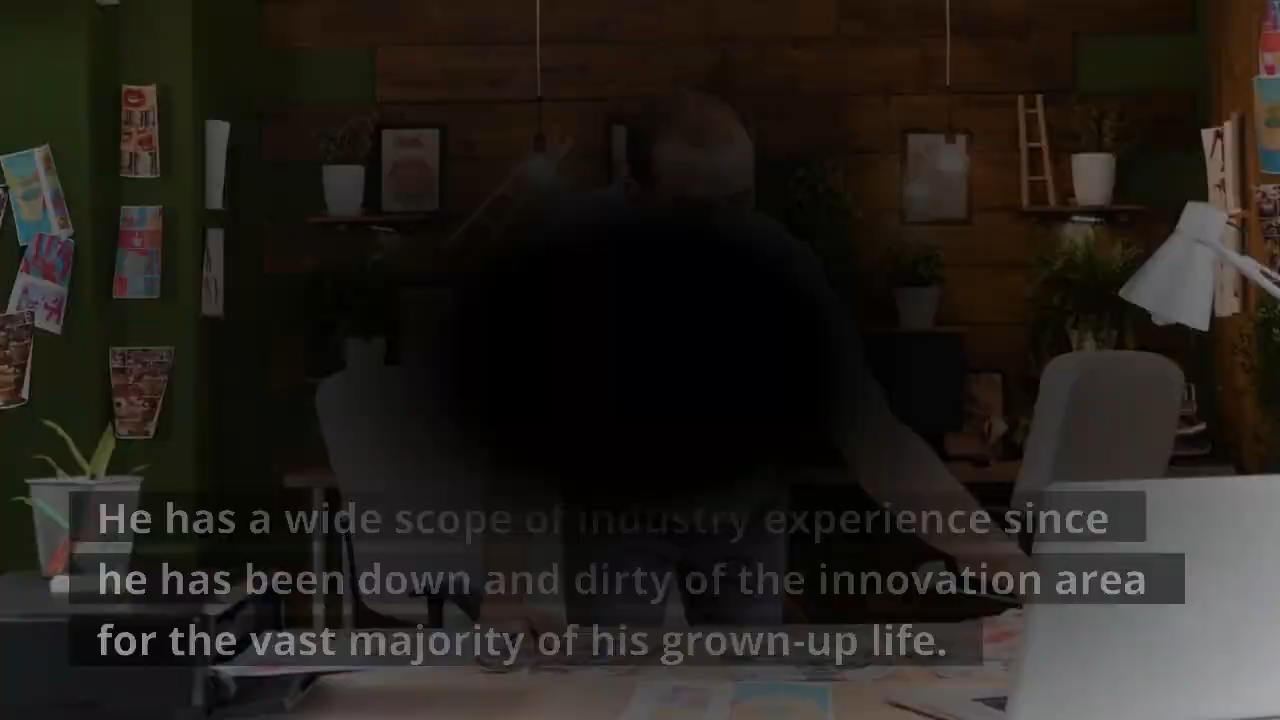 He has a wide scope of industry experience since
he has been down and dirty of the innovation area
for the vast majority of his grown-up life.